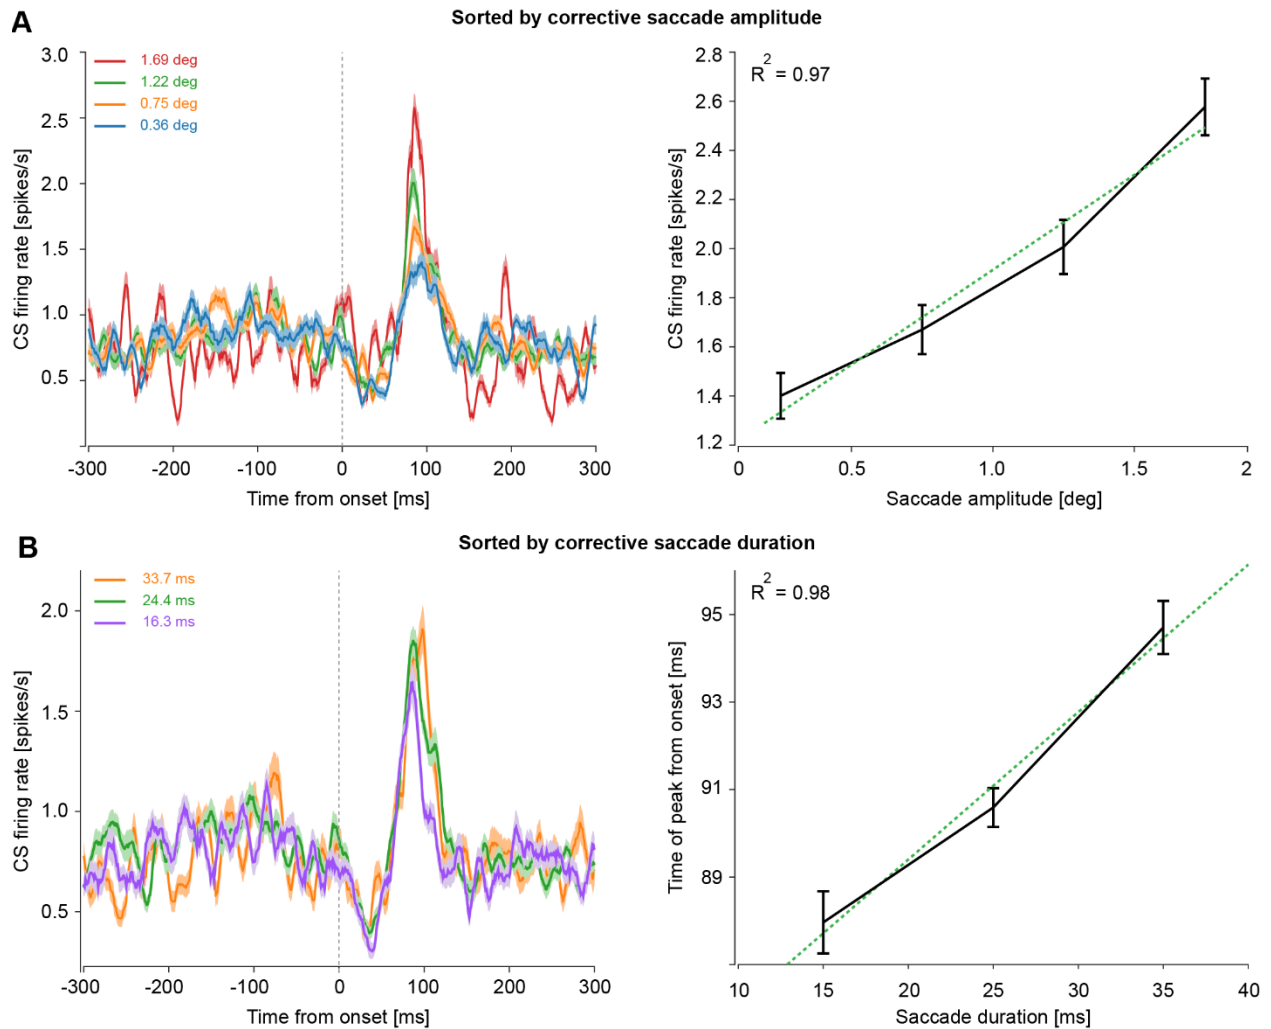 A
Sorted by corrective saccade amplitude
1.69 deg
1.22 deg
0.75 deg
0.36 deg
3.0
2.5
2.0
1.5
1.0
0.5
CS firing rate [spikes/s]
-300
-200
-100
0
100
200
300
Time from onset [ms]
R² = 0.97
2.8
2.6
2.4
2.2
2.0
1.8
1.6
1.4
1.2
CS firing rate [spikes/s]
0
0.5
1.0
1.5
2
Saccade amplitude [deg]
B
Sorted by corrective saccade duration
33.7 ms
24.4 ms
16.3 ms
2.0
1.5
1.0
0.5
CS firing rate [spikes/s]
-300
-200
-100
0
100
200
300
Time from onset [ms]
R² = 0.98
95
93
91
89
Time of peak from onset [ms]
10
15
20
25
30
35
40
Saccade duration [ms]